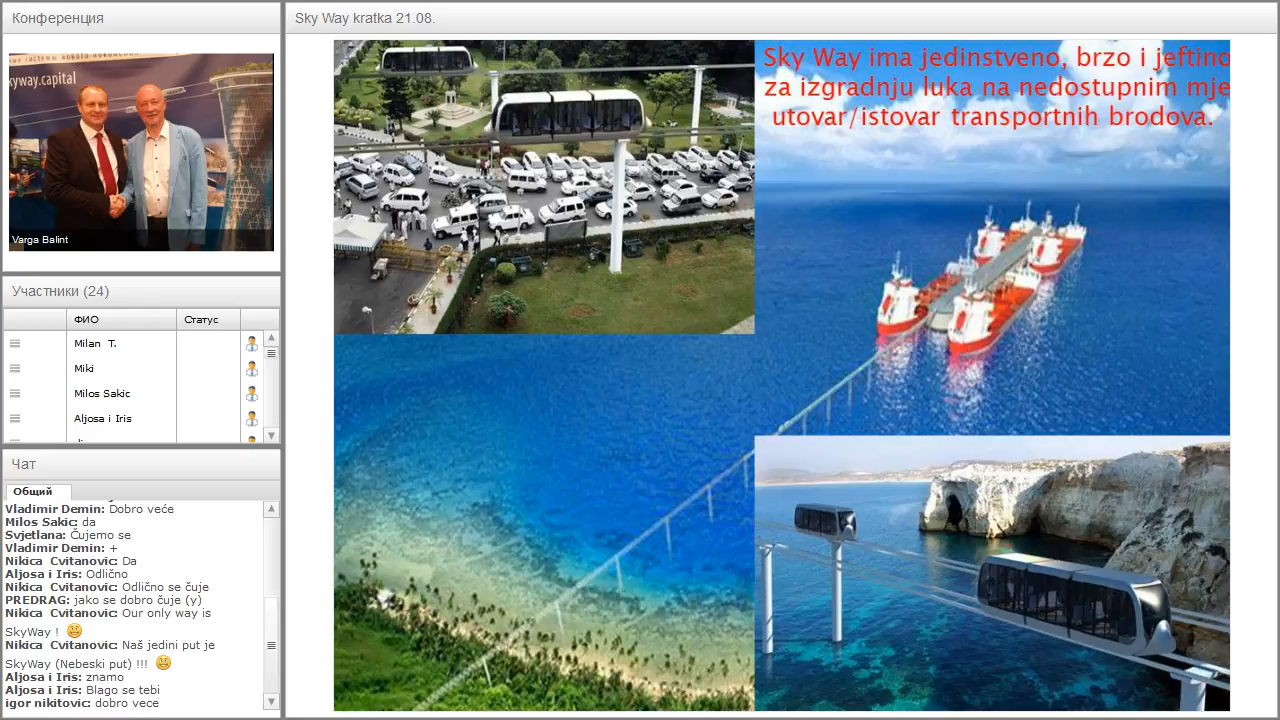 Конференция
kyway.capital
Varga Balint
Участники (24)
ФИО
Статус
Milan T.
Miki
Milos Sakic
Aljosa i Iris
Чат
Общий
Vladimir Demin: Dobro veće
Milos Sakic: da
Svjetlana: Čujemo se
Vladimir Demin: +
Nikica Cvitanovic: Da
Aljosa i Iris: Odlično
Nikica Cvitanovic: Odlično se čuje
PREDRAG: jako se dobro čuje (y)
Nikica Cvitanovic: Our only way is
SkyWay !
Nikica Cvitanovic: Naš jedini put je
SkyWay (Nebeski put) !!!
Aljosa i Iris: znamo
Aljosa i Iris: Blago se tebi
igor nikitovic: dobro vece
Sky Way kratka 21.08.
Sky Way ima jedinstveno, brzo i jeftino
za izgradnju luka na nedostupnim mje
utovar/istovar transportnih brodova.